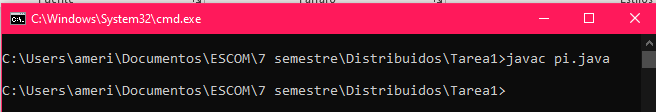 C:\Windows\System32\cmd.exe
C:\Users\ameri\Documentos\ESCOM\7 semestre\Distribuidos\Tarea1>javac pi.java
C:\Users\ameri\Documentos\ESCOM\7 semestre\Distribuidos\Tarea1>